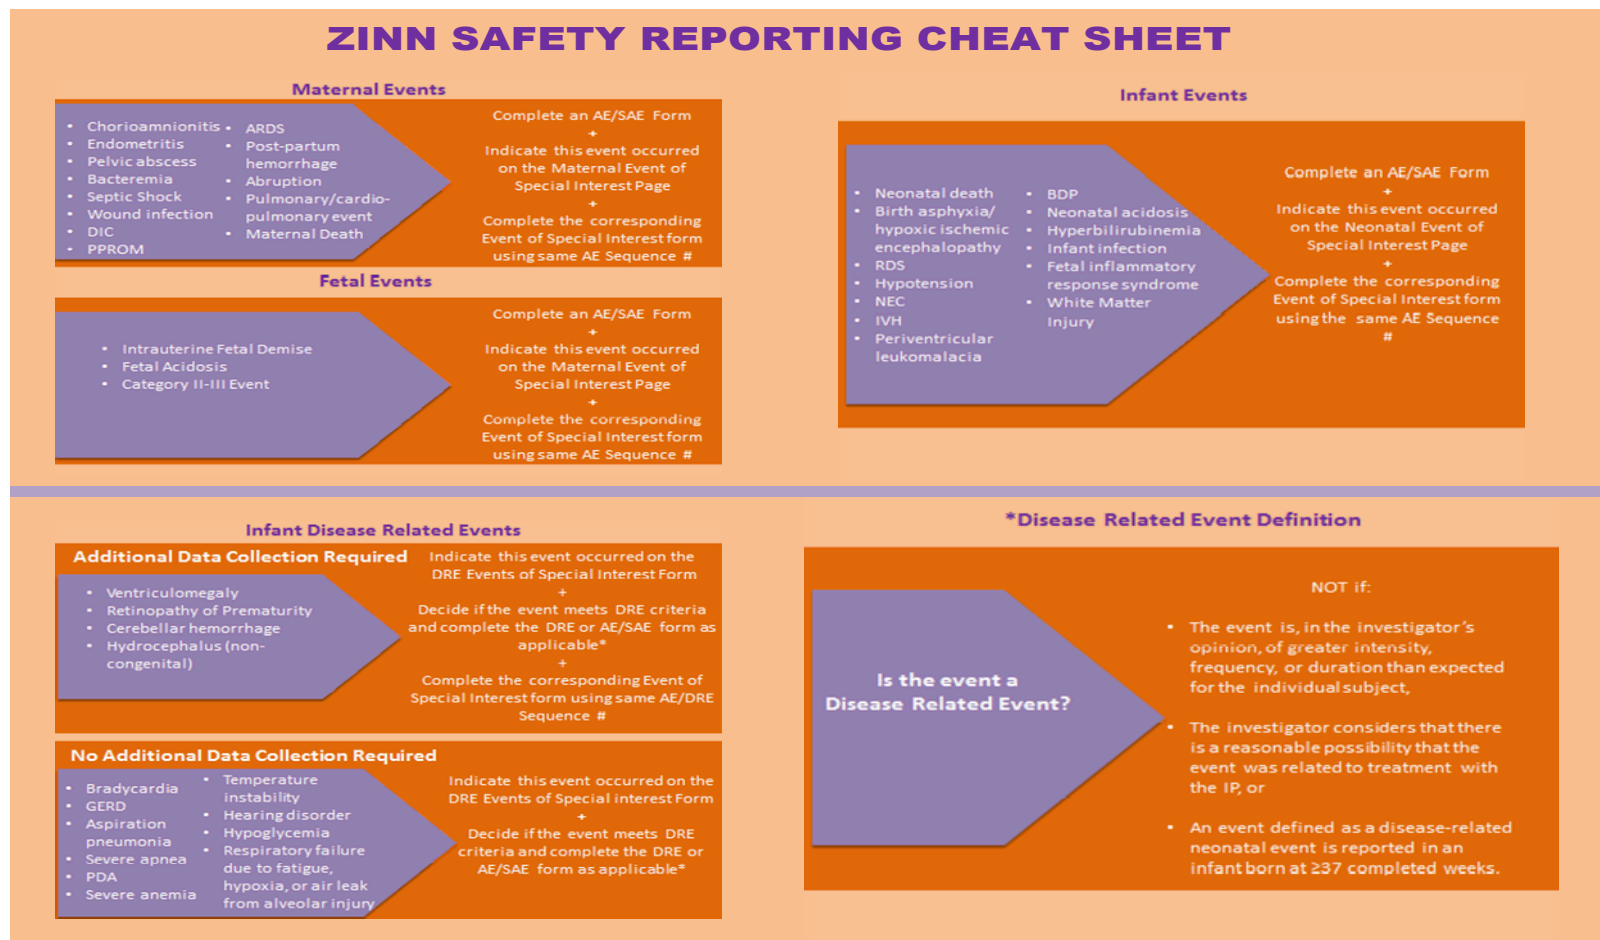 ZINN SAFETY REPORTING CHEAT SHEET
Maternal Events
• Chorioamnionitis
• Endometritis
• Pelvic abscess
• Bacteremia
• Septic Shock
• Wound infection
• DIC
• PPROM
• ARDS
• Post-partum
hemorrhage
• Abruption
• Pulmonary/cardio-
pulmonary event
• Maternal Death
Complete an AE/SAE Form
+
Indicate this event occurred
on the Maternal Event of
Special Interest Page
+
Complete the corresponding
Event of Special Interest form
using same AE Sequence #
Fetal Events
• Intrauterine Fetal Demise
• Fetal Acidosis
• Category II-III Event
Complete an AE/SAE Form
+
Indicate this event occurred
on the Maternal Event of
Special Interest Page
+
Complete the corresponding
Event of Special Interest form
using same AE Sequence #
Infant Events
• Neonatal death
• Birth asphyxia/
hypoxic ischemic
encephalopathy
• RDS
• Hypotension
• NEC
• IVH
• Periventricular
leukomalacia
• BDP
• Neonatal acidosis
• Hyperbilirubinemia
• Infant infection
• Fetal inflammatory
response syndrome
• White Matter
Injury
Complete an AE/SAE Form
+
Indicate this event occurred
on the Neonatal Event of
Special Interest Page
+
Complete the corresponding
Event of Special Interest form
using the same AE Sequence
#
Infant Disease Related Events
Additional Data Collection Required
• Ventriculomegaly
• Retinopathy of Prematurity
• Cerebellar hemorrhage
• Hydrocephalus (non-
congenital)
Indicate this event occurred on the
DRE Events of Special Interest Form
+
Decide if the event meets DRE criteria
and complete the DRE or AE/SAE form as
applicable*
+
Complete the corresponding Event of
Special Interest form using same AE/DRE
Sequence #
No Additional Data Collection Required
• Bradycardia
• GERD
• Aspiration
pneumonia
• Severe apnea
• PDA
• Severe anemia
• Temperature
instability
• Hearing disorder
• Hypoglycemia
• Respiratory failure
due to fatigue,
hypoxia, or air leak
from alveolar injury
Indicate this event occurred on the
DRE Events of Special interest Form
+
Decide if the event meets DRE
criteria and complete the DRE or
AE/SAE form as applicable*
*Disease Related Event Definition
Is the event a
Disease Related Event?
NOT if:
• The event is, in the investigator's
opinion, of greater intensity,
frequency, or duration than expected
for the individual subject,
• The investigator considers that there
is a reasonable possibility that the
event was related to treatment with
the IP, or
• An event defined as a disease-related
neonatal event is reported in an
infant born at ≥37 completed weeks.